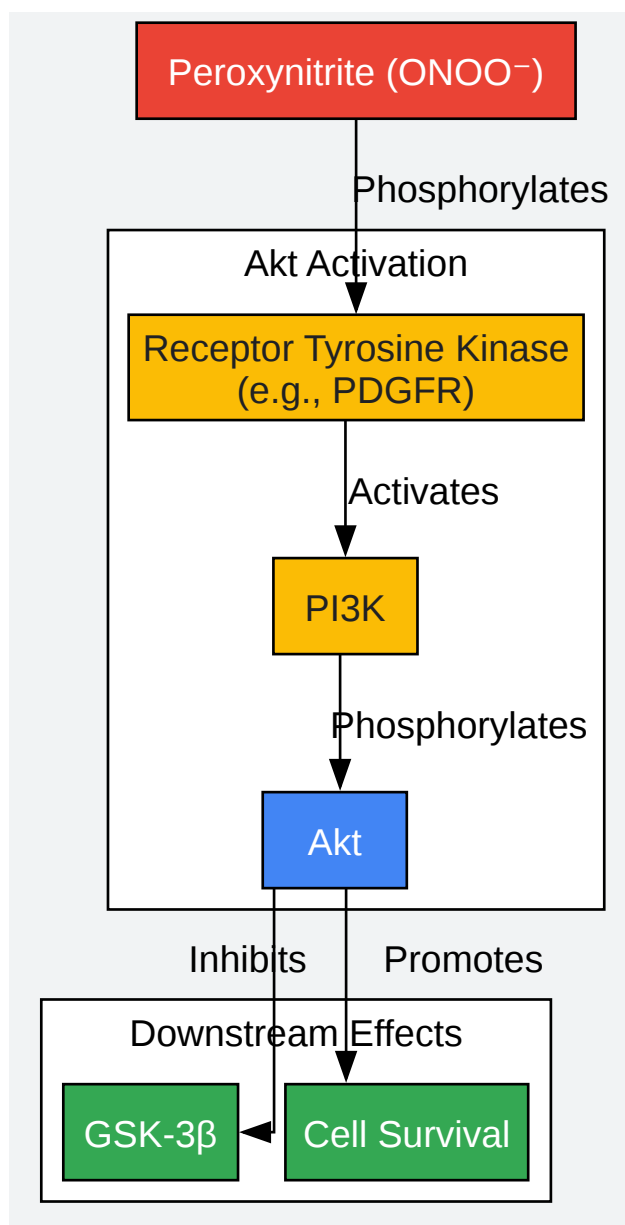 Peroxynitrite (ONOO⁻)
Phosphorylates
Akt Activation
Receptor Tyrosine Kinase
(e.g., PDGFR)
Activates
PI3K
Phosphorylates
Akt
Inhibits
Promotes
Downstream Effects
GSK-3β
Cell Survival